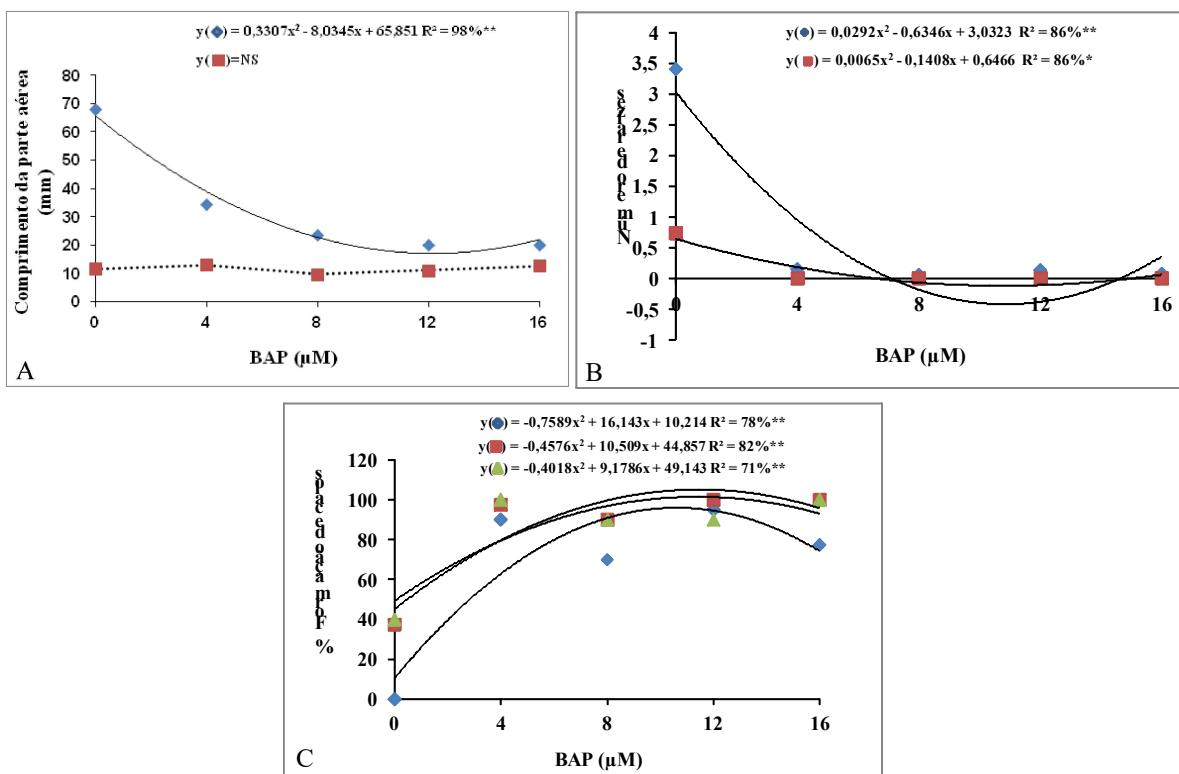 y(◆) = 0,3307x² - 8,0345x + 65,851 R² = 98%**
y(■)=NS
Comprimento da parte aérea
(mm)
80
70
60
50
40
30
20
10
0
0 4 8 12 16
BAP (µM)
A
y(◆) = 0,0292x² - 0,6346x + 3,0323 R² = 86%**
y(■) = 0,0065x² - 0,1408x + 0,6466 R² = 86%*
Número de raízes
4
3,5
3
2,5
2
1,5
1
0,5
0
-0,5
-1
0 4 8 12 16
BAP (µM)
B
y(◆) = -0,7589x² + 16,143x + 10,214 R² = 78%**
y(■) = -0,4576x² + 10,509x + 44,857 R² = 82%**
y(▲) = -0,4018x² + 9,1786x + 49,143 R² = 71%**
% Formação de
120
100
80
60
40
20
0
0 4 8 12 16
BAP (µM)
C